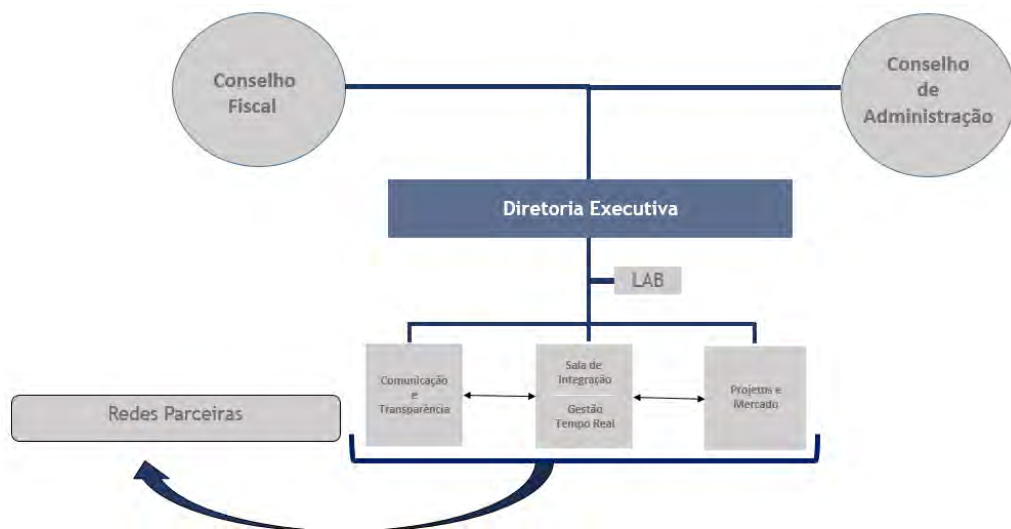 Conselho
Fiscal
Conselho
de
Administração
Diretoria Executiva
LAB
Comunicação
e
Transparência
Sala de
Integração
Gestão
Tempo Real
Projetos e
Mercado
Redes Parceiras